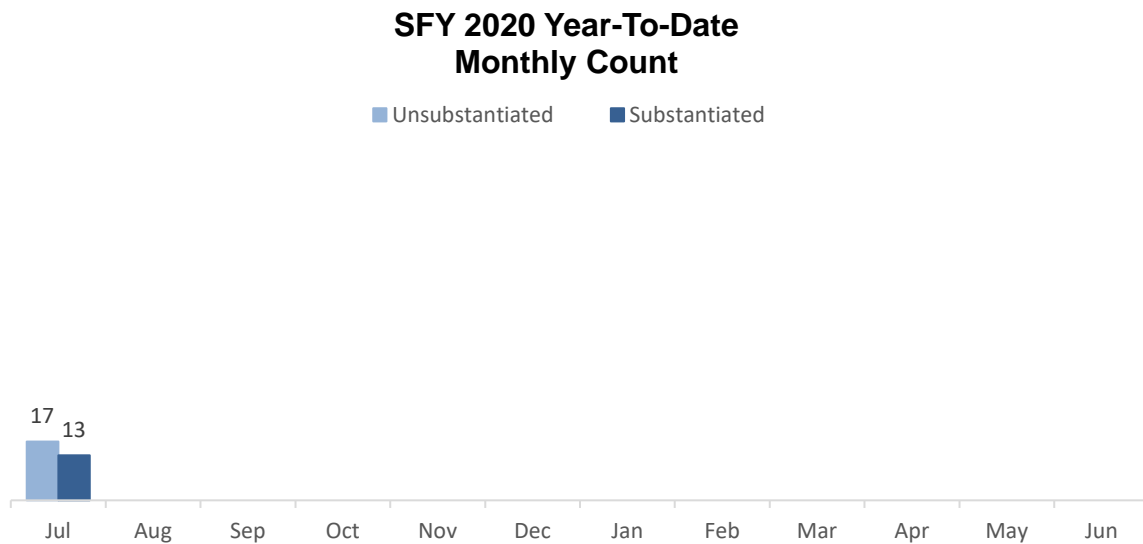 SFY 2020 Year-To-Date
Monthly Count
Unsubstantiated Substantiated
17
13
Jul Aug Sep Oct Nov Dec Jan Feb Mar Apr May Jun